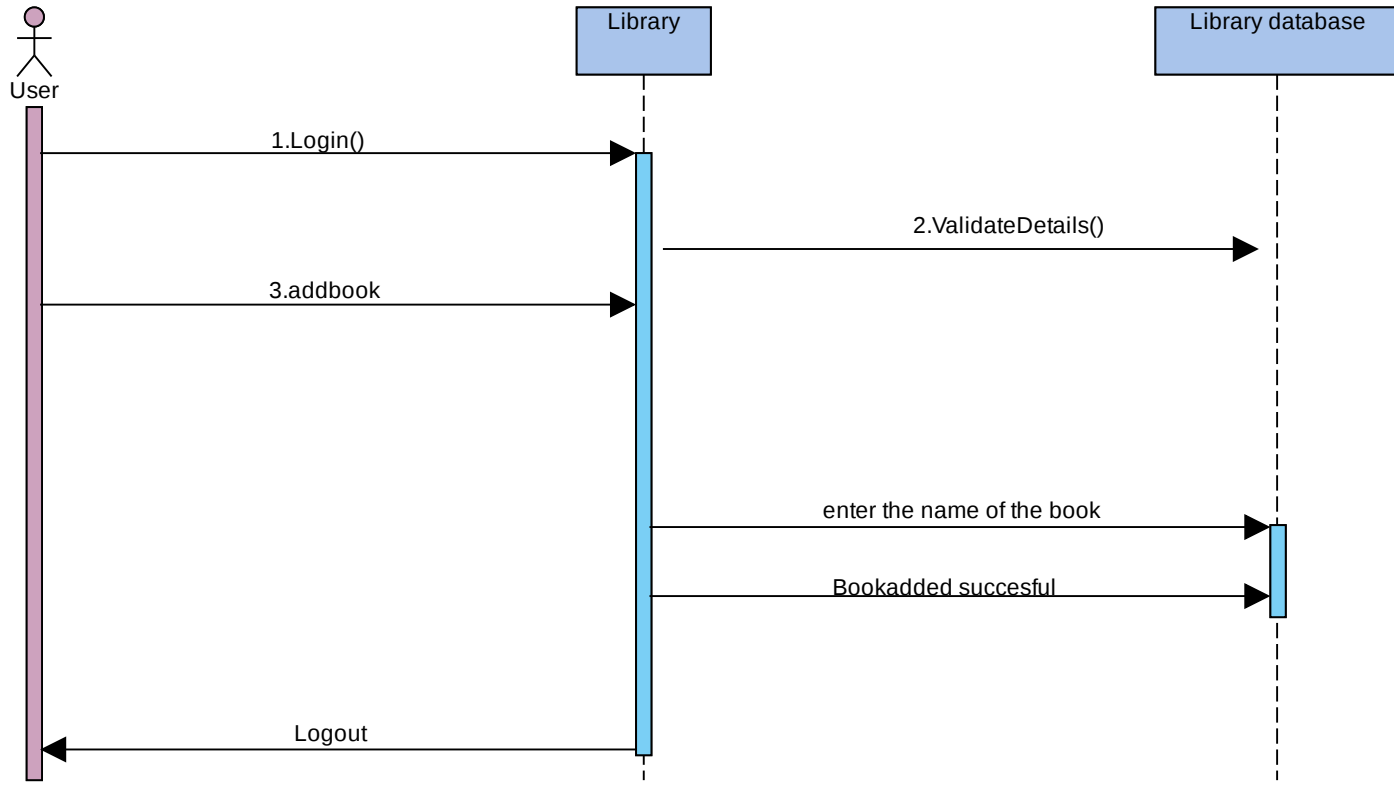 Library
Library database
User
1.Login()
2.ValidateDetails()
3.addbook
enter the name of the book
Bookadded succesful
Logout